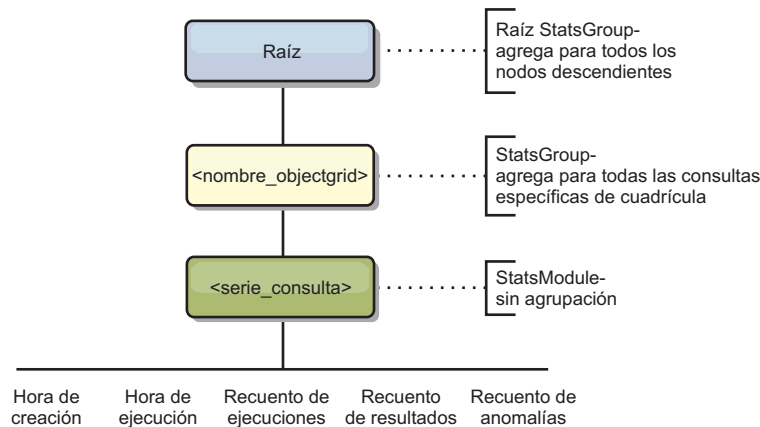 Raíz
Raíz StatsGroup-
agrega para todos los
nodos descendientes
<nombre_objectgrid>
StatsGroup-
agrega para todas las consultas
específicas de cuadrícula
<serie_consulta>
StatsModule-
sin agrupación
Hora de
creación
Hora de
ejecución
Recuento de
ejecuciones
Recuento
de resultados
Recuento de
anomalías